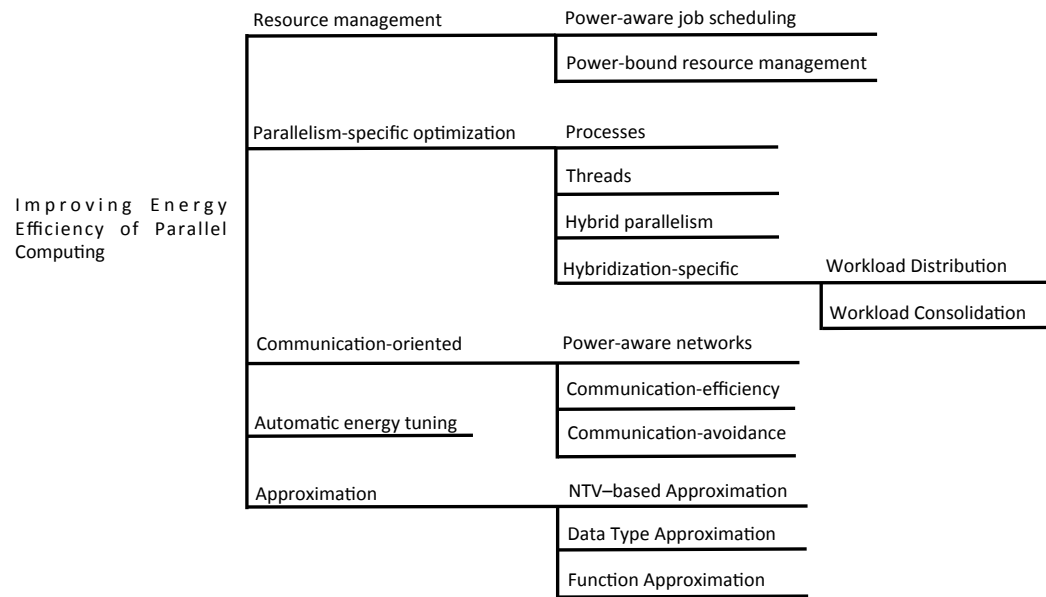 Resource management
Power-aware job scheduling
Power-bound resource management
Parallelism-specific optimization
Processes
Threads
Improving Energy
Efficiency of Parallel
Computing
Hybrid parallelism
Hybridization-specific
Workload Distribution
Workload Consolidation
Communication-oriented
Power-aware networks
Communication-efficiency
Automatic energy tuning
Communication-avoidance
Approximation
NTV–based Approximation
Data Type Approximation
Function Approximation